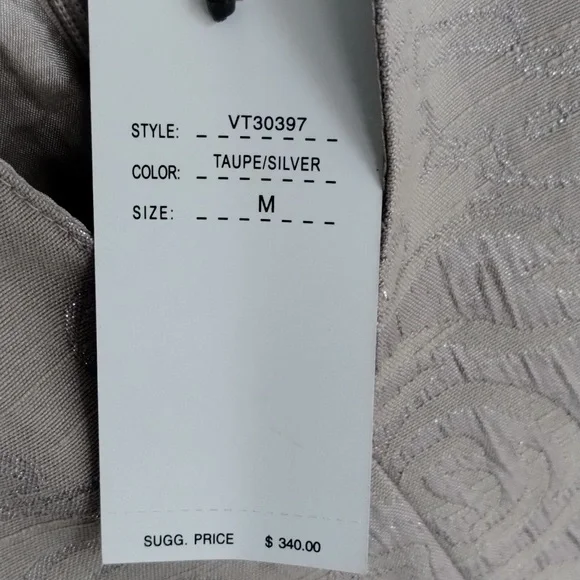 STYLE: VT30397
COLOR: TAUPE/SILVER
SIZE: M
SUGG. PRICE $ 340.00